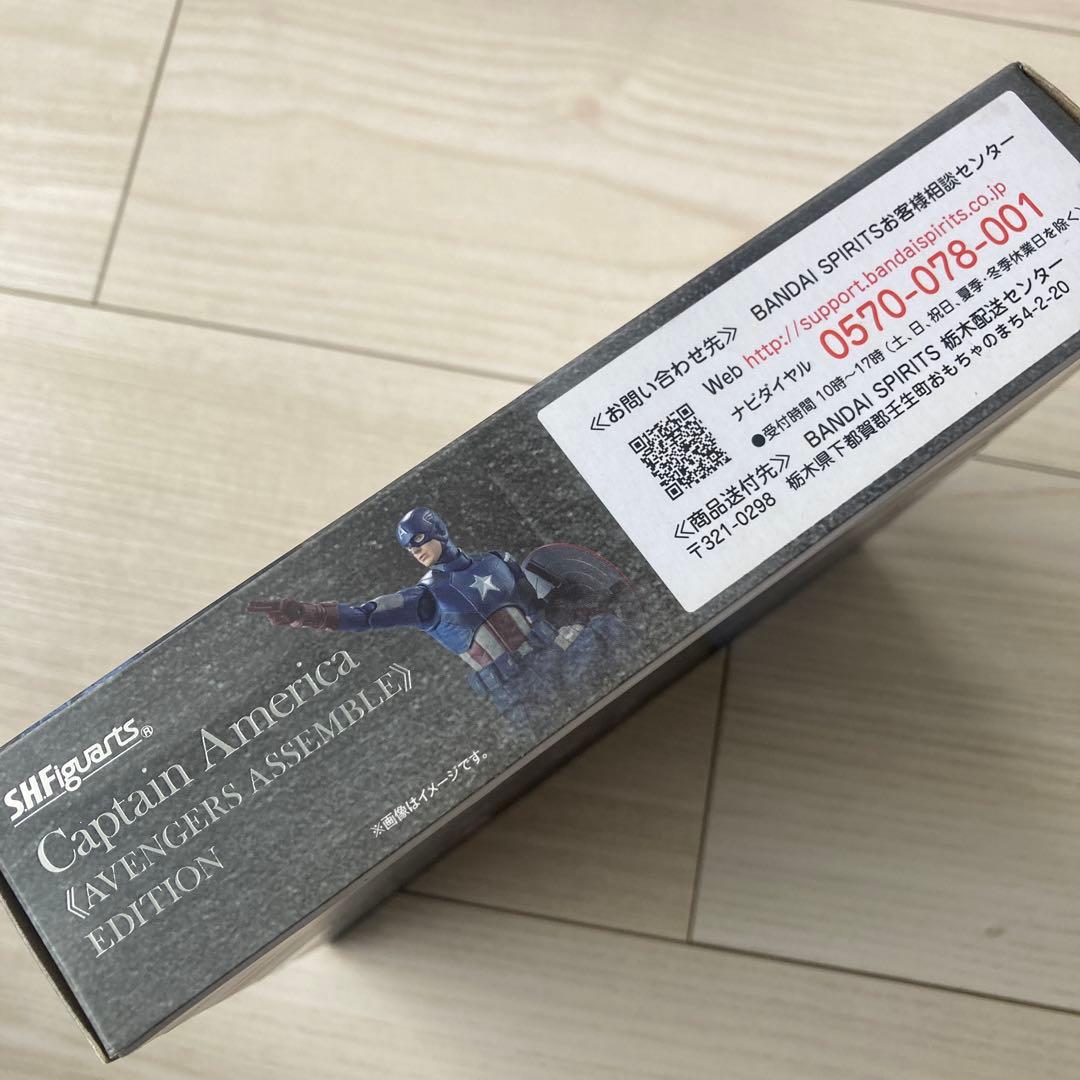 《お問い合わせ先》 BANDAI SPIRITSお客様相談センター
Web http://support.bandaispirits.co.jp
ナビダイヤル 0570-078-001
●受付時間 10時～17時（土、日、祝日、夏季・冬季休業日を除く）
《商品送付先》 BANDAI SPIRITS 栃木配送センター
〒321-0298 栃木県下都賀郡壬生町おもちゃのまち4-2-20
S.H.Figuarts®
Captain America
《AVENGERS ASSEMBLE》
EDITION
※画像はイメージです。